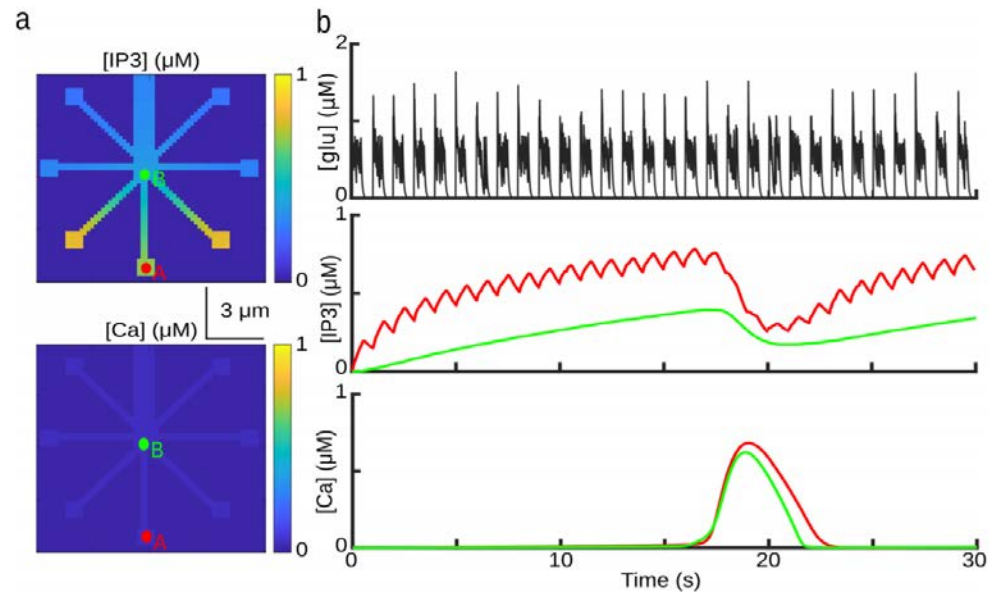 a
[IP3] (µM)
1
0
B
A
3 µm
[Ca] (µM)
1
0
B
A
b
2
[glu] (µM)
0
1
[IP3] (µM)
0
1
[Ca] (µM)
0
0 10 20 30
Time (s)